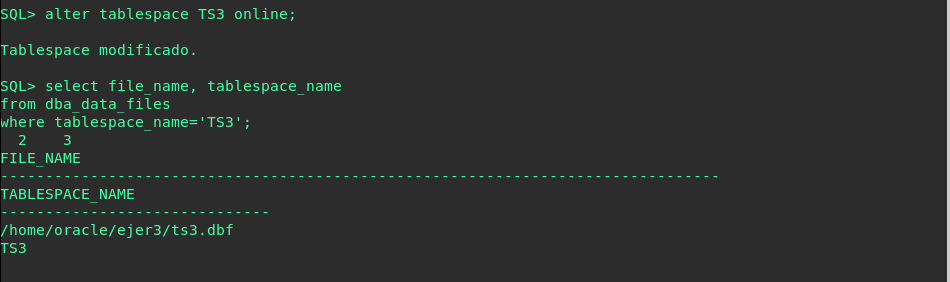 SQL> alter tablespace TS3 online;
Tablespace modificado.
SQL> select file_name, tablespace_name
from dba_data_files
where tablespace_name='TS3';
  2    3
FILE_NAME
--------------------------------------------------------------------------------
TABLESPACE_NAME
------------------------------
/home/oracle/ejer3/ts3.dbf
TS3